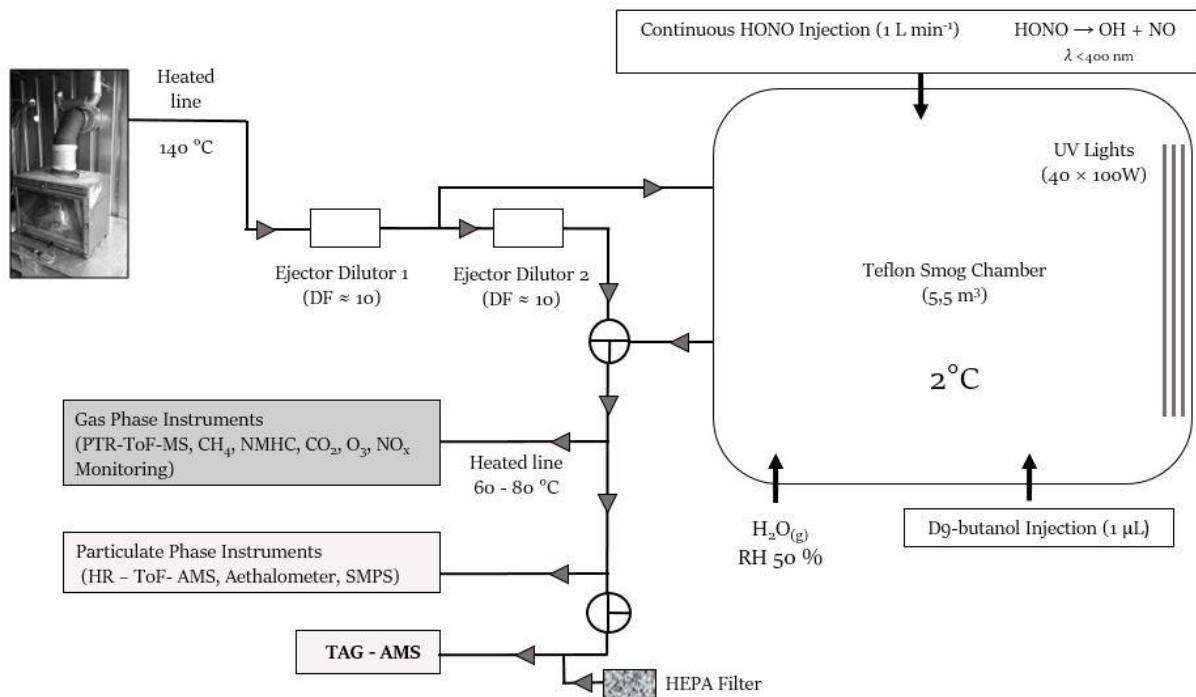 Continuous HONO Injection (1 L min⁻¹) HONO → OH + NO
λ <400 nm
Heated
line
140 °C
UV Lights
(40 × 100W)
Ejector Dilutor 1
(DF ≈ 10)
Ejector Dilutor 2
(DF ≈ 10)
Teflon Smog Chamber
(5,5 m³)
2°C
Gas Phase Instruments
(PTR-ToF-MS, CH₄, NMHC, CO₂, O₃, NOₓ
Monitoring)
Heated line
60 - 80 °C
H₂O₍g₎
RH 50 %
D9-butanol Injection (1 µL)
Particulate Phase Instruments
(HR – ToF- AMS, Aethalometer, SMPS)
TAG - AMS
HEPA Filter